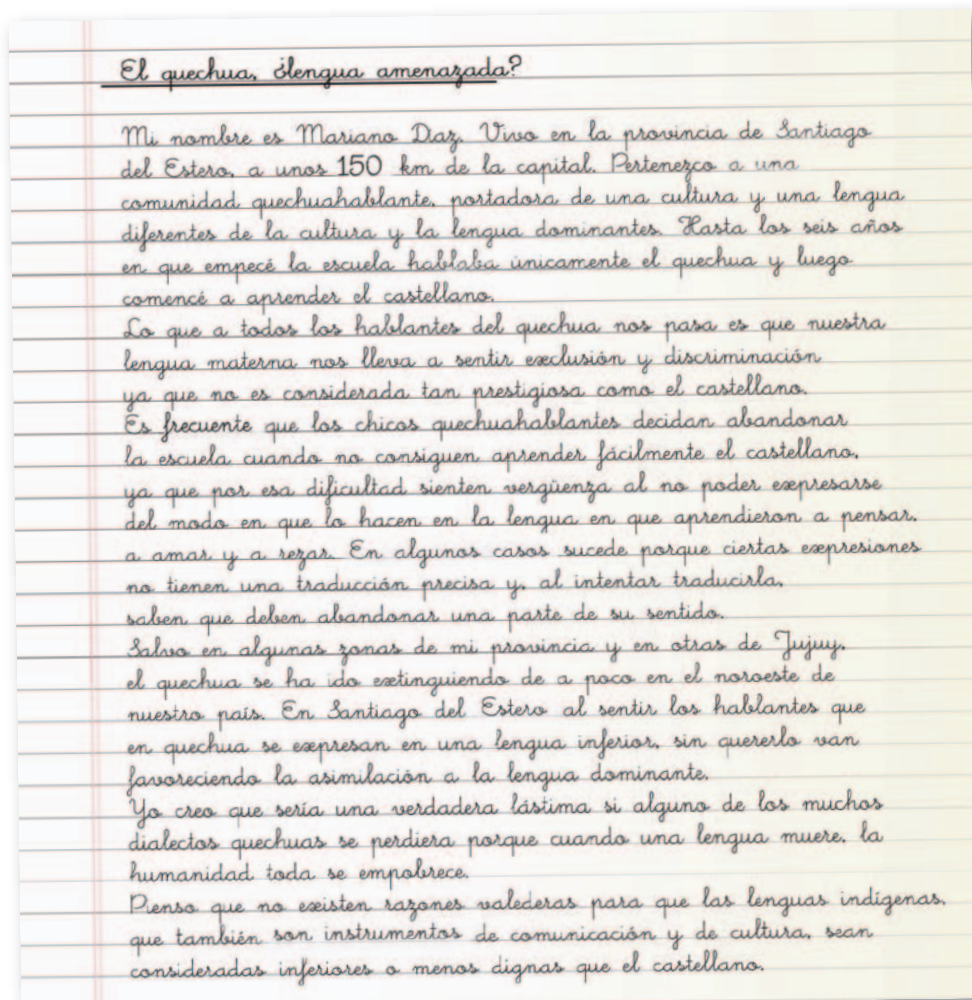 El quechua, ¿lengua amenazada?
Mi nombre es Mariano Díaz. Vivo en la provincia de Santiago
del Estero, a unos 150 km de la capital. Pertenezco a una
comunidad quechuahablante, portadora de una cultura y una lengua
diferentes de la cultura y la lengua dominantes. Hasta los seis años
en que empecé la escuela hablaba únicamente el quechua y luego
comencé a aprender el castellano.
Lo que a todos los hablantes del quechua nos pasa es que nuestra
lengua materna nos lleva a sentir exclusión y discriminación
ya que no es considerada tan prestigiosa como el castellano.
Es frecuente que los chicos quechuahablantes decidan abandonar
la escuela cuando no consiguen aprender fácilmente el castellano,
ya que por esa dificultad sienten vergüenza al no poder expresarse
del modo en que lo hacen en la lengua en que aprendieron a pensar,
a amar y a rezar. En algunos casos sucede porque ciertas expresiones
no tienen una traducción precisa y, al intentar traducirla,
saben que deben abandonar una parte de su sentido.
Salvo en algunas zonas de mi provincia y en otras de Jujuy,
el quechua se ha ido extinguiendo de a poco en el noroeste de
nuestro país. En Santiago del Estero al sentir los hablantes que
en quechua se expresan en una lengua inferior, sin quererlo van
favoreciendo la asimilación a la lengua dominante.
Yo creo que sería una verdadera lástima si alguno de los muchos
dialectos quechuas se perdiera porque cuando una lengua muere, la
humanidad toda se empobrece.
Pienso que no existen razones valederas para que las lenguas indígenas,
que también son instrumentos de comunicación y de cultura, sean
consideradas inferiores o menos dignas que el castellano.